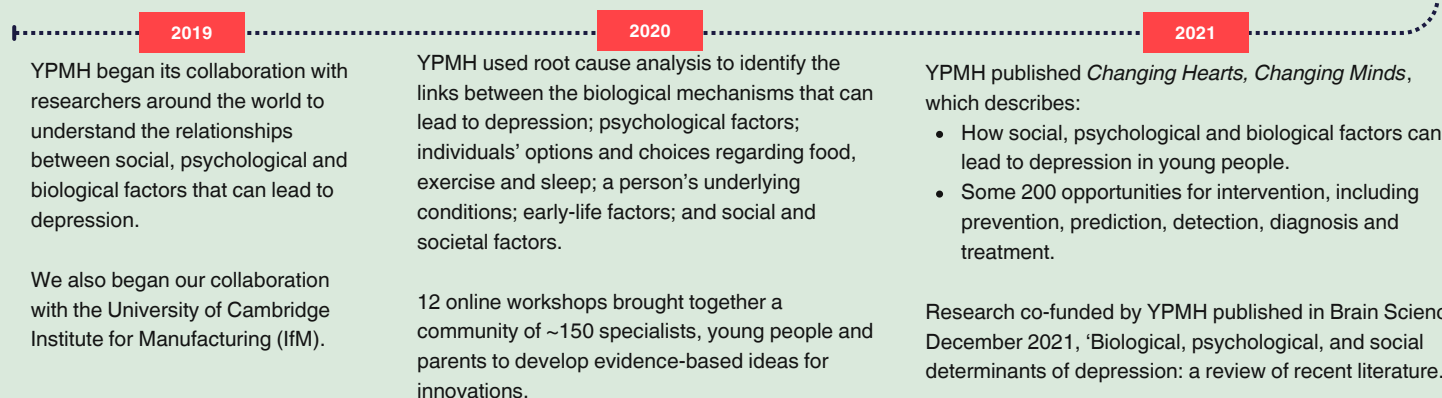 2019
YPMH began its collaboration with
researchers around the world to
understand the relationships
between social, psychological and
biological factors that can lead to
depression.
We also began our collaboration
with the University of Cambridge
Institute for Manufacturing (IfM).
2020
YPMH used root cause analysis to identify the
links between the biological mechanisms that can
lead to depression; psychological factors;
individuals’ options and choices regarding food,
exercise and sleep; a person’s underlying
conditions; early-life factors; and social and
societal factors.
12 online workshops brought together a
community of ~150 specialists, young people and
parents to develop evidence-based ideas for
innovations.
2021
YPMH published Changing Hearts, Changing Minds,
which describes:
• How social, psychological and biological factors can
lead to depression in young people.
• Some 200 opportunities for intervention, including
prevention, prediction, detection, diagnosis and
treatment.
Research co-funded by YPMH published in Brain
December 2021, ‘Biological, psychological, and social
determinants of depression: a review of recent literature.